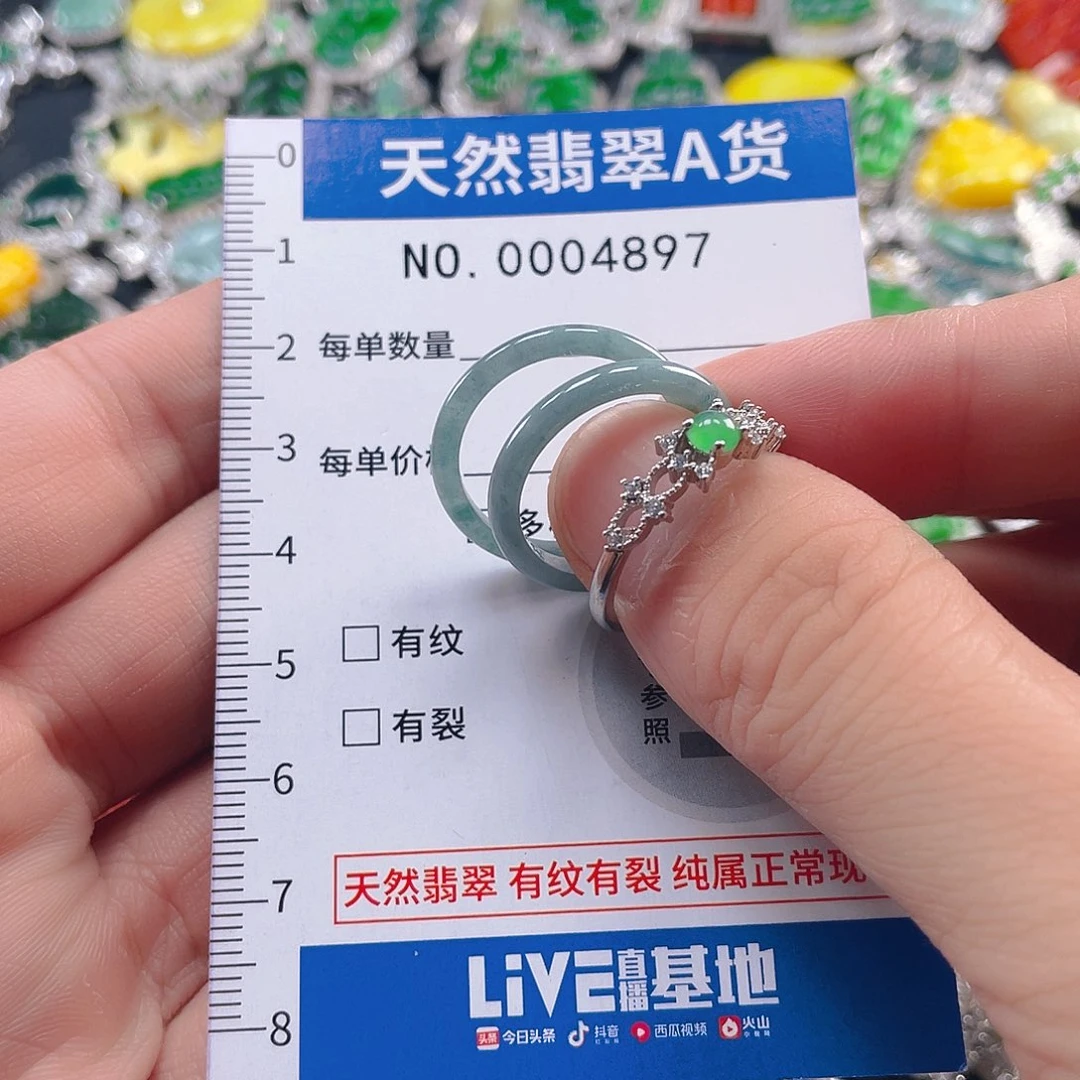 天然翡翠A货
NO. 0004897
0
1
2
3
4
5
6
7
8
每单数量
每单价
多
有纹
有裂
参
照
天然翡翠 有纹有裂 纯属正常现
LiVE直播基地
头条 今日头条 抖音 西瓜视频 火山